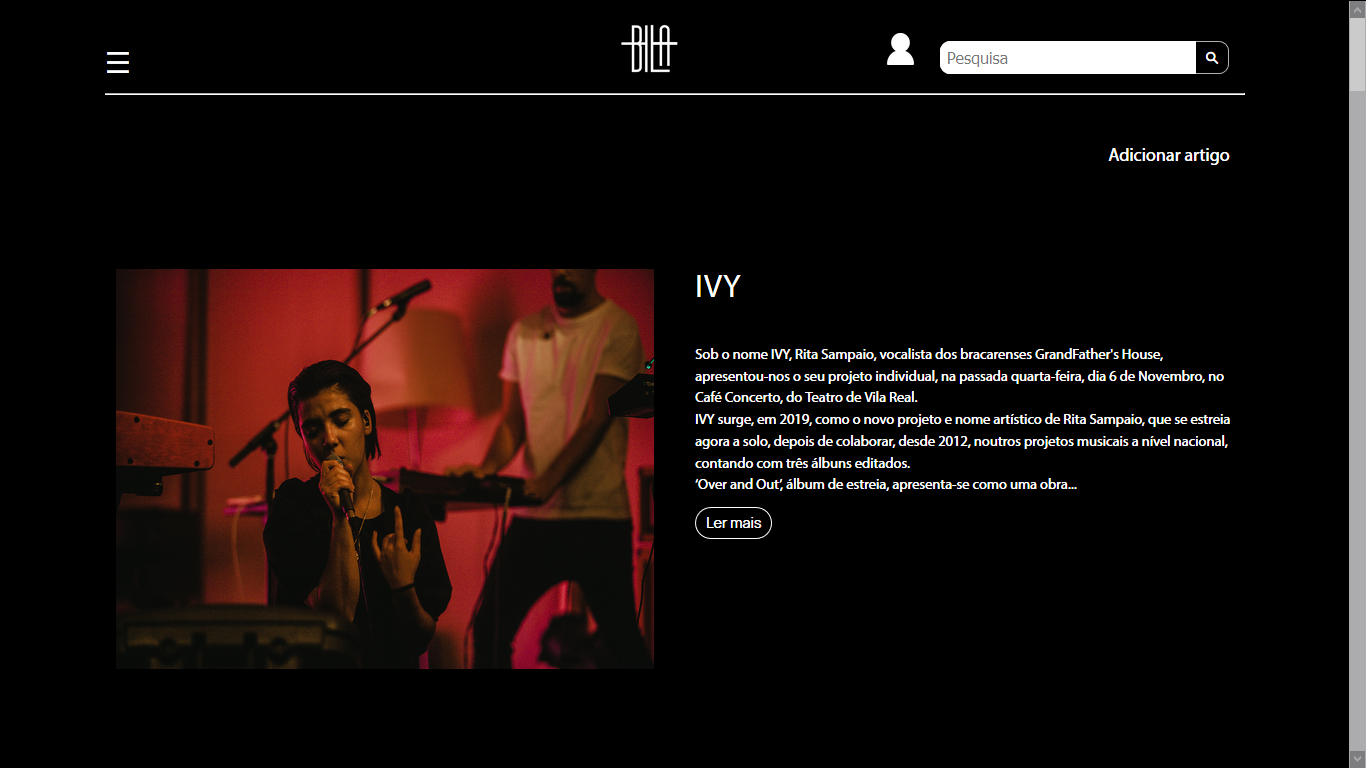 BILA
Pesquisa
Adicionar artigo
IVY
Sob o nome IVY, Rita Sampaio, vocalista dos bracarenses GrandFather's House,
apresentou-nos o seu projeto individual, na passada quarta-feira, dia 6 de Novembro, no
Café Concerto, do Teatro de Vila Real.
IVY surge, em 2019, como o novo projeto e nome artístico de Rita Sampaio, que se estreia
agora a solo, depois de colaborar, desde 2012, noutros projetos musicais a nível nacional,
contando com três álbuns editados.
‘Over and Out’, álbum de estreia, apresenta-se como uma obra...
Ler mais